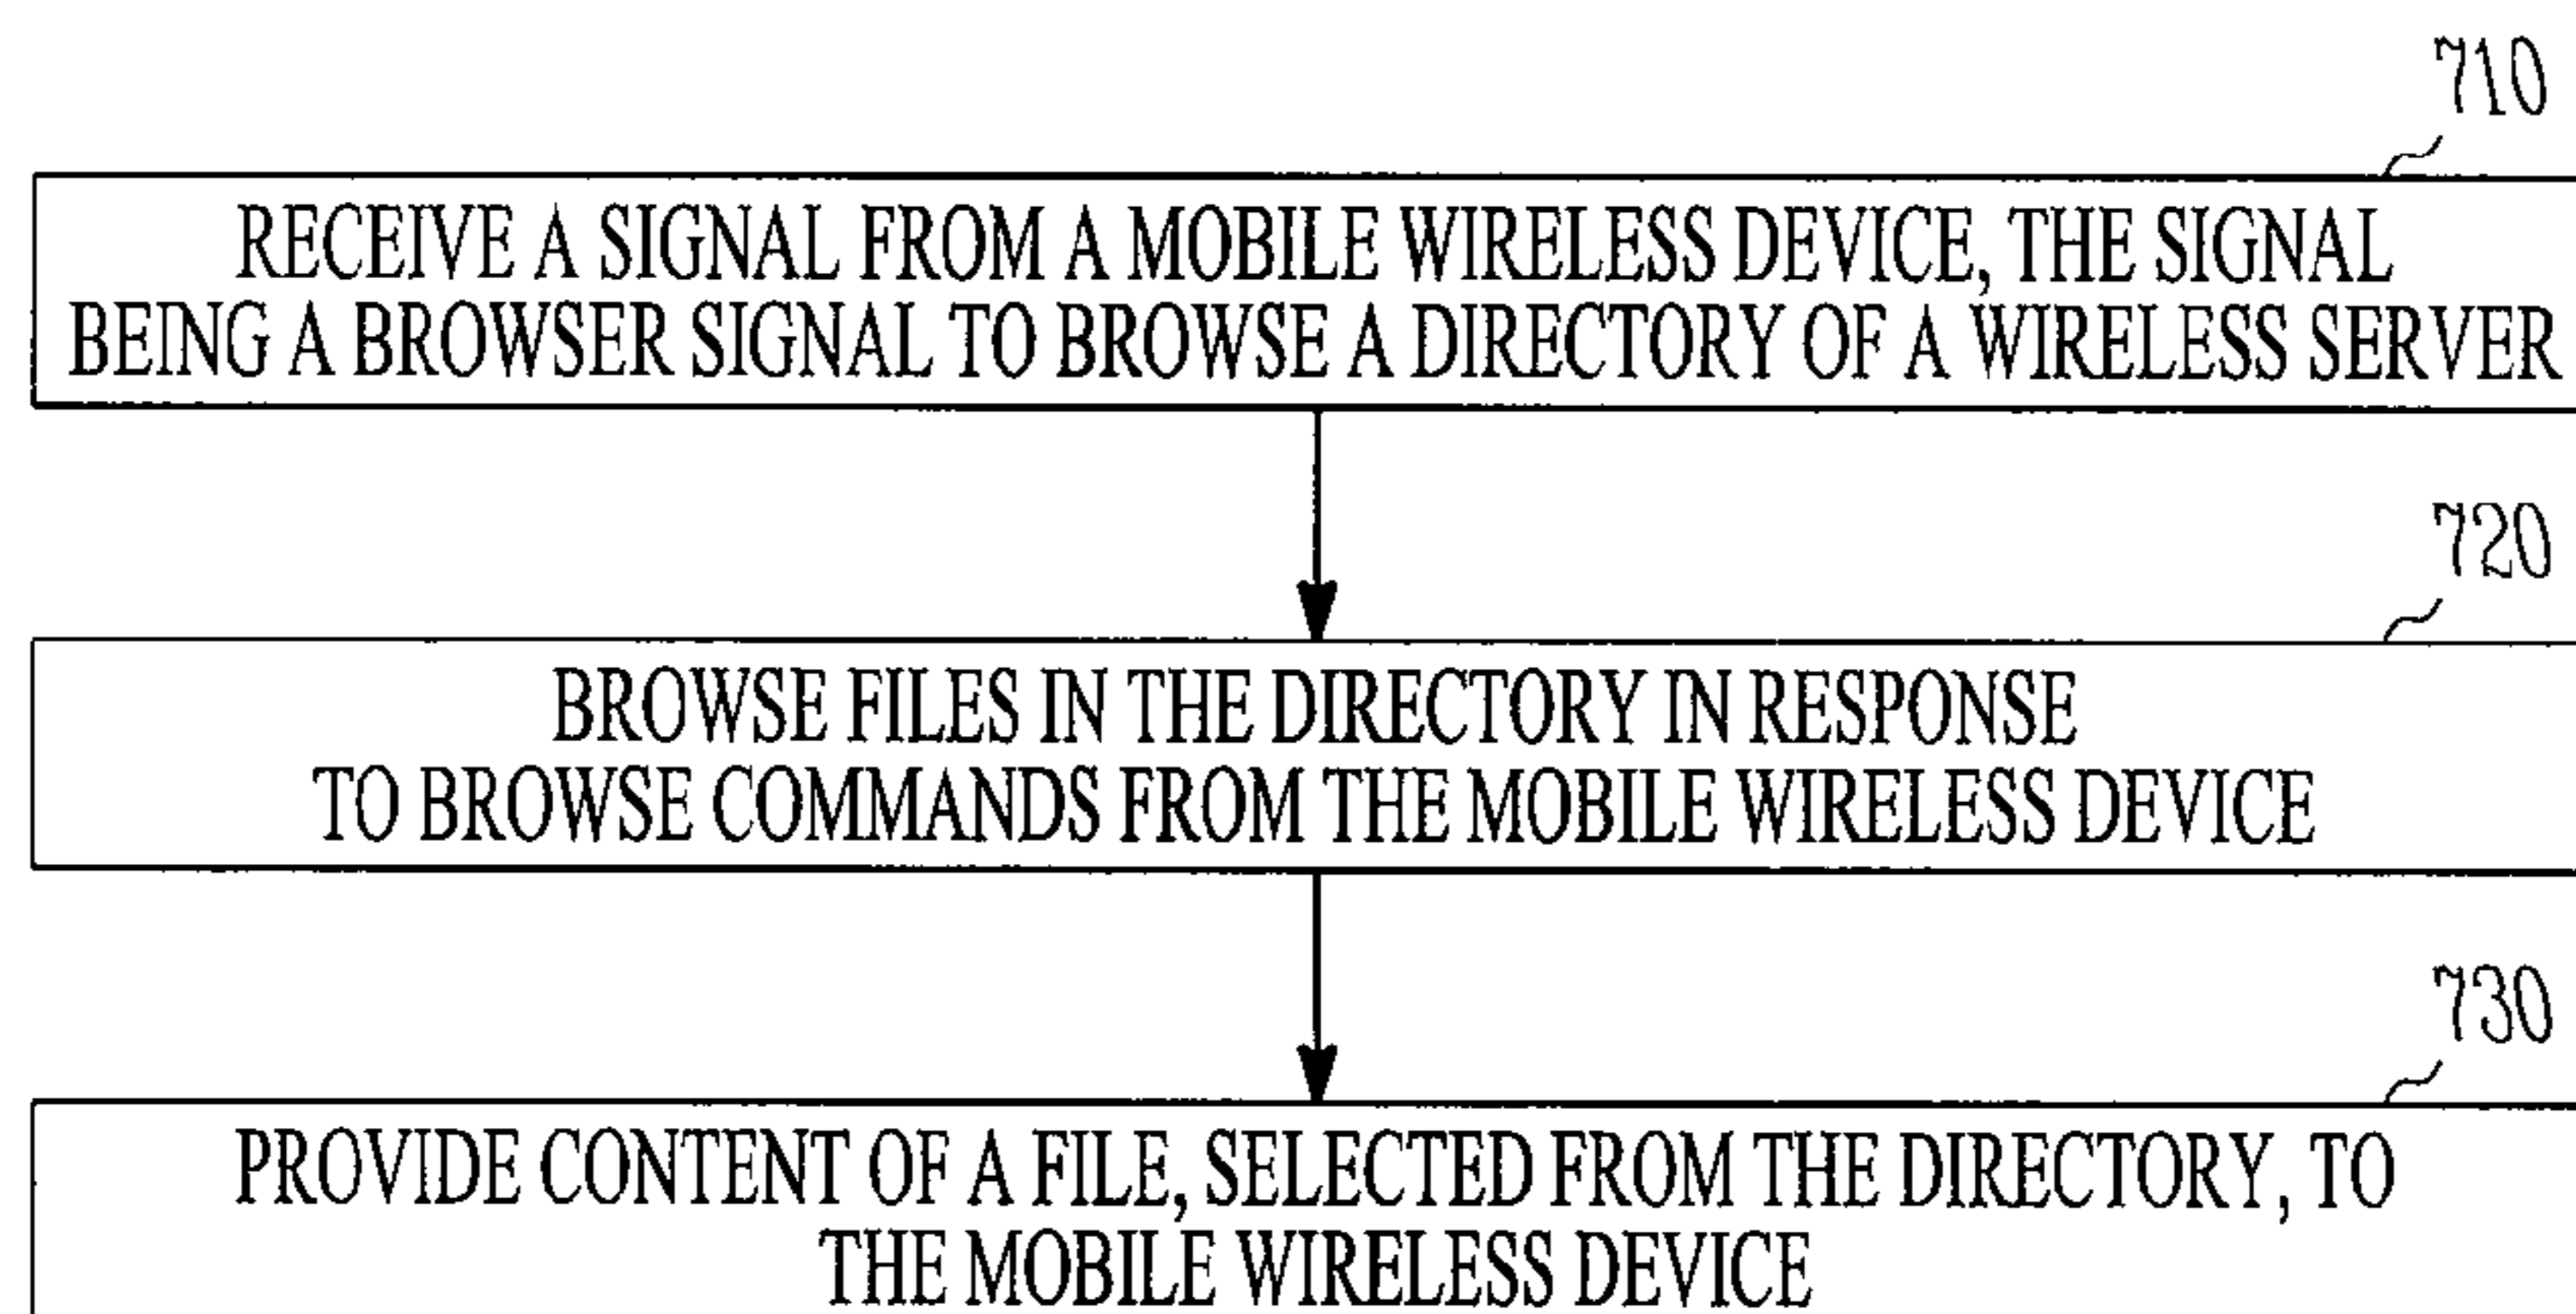 710
RECEIVE A SIGNAL FROM A MOBILE WIRELESS DEVICE, THE SIGNAL
BEING A BROWSER SIGNAL TO BROWSE A DIRECTORY OF A WIRELESS SERVER
720
BROWSE FILES IN THE DIRECTORY IN RESPONSE
TO BROWSE COMMANDS FROM THE MOBILE WIRELESS DEVICE
730
PROVIDE CONTENT OF A FILE, SELECTED FROM THE DIRECTORY, TO
THE MOBILE WIRELESS DEVICE